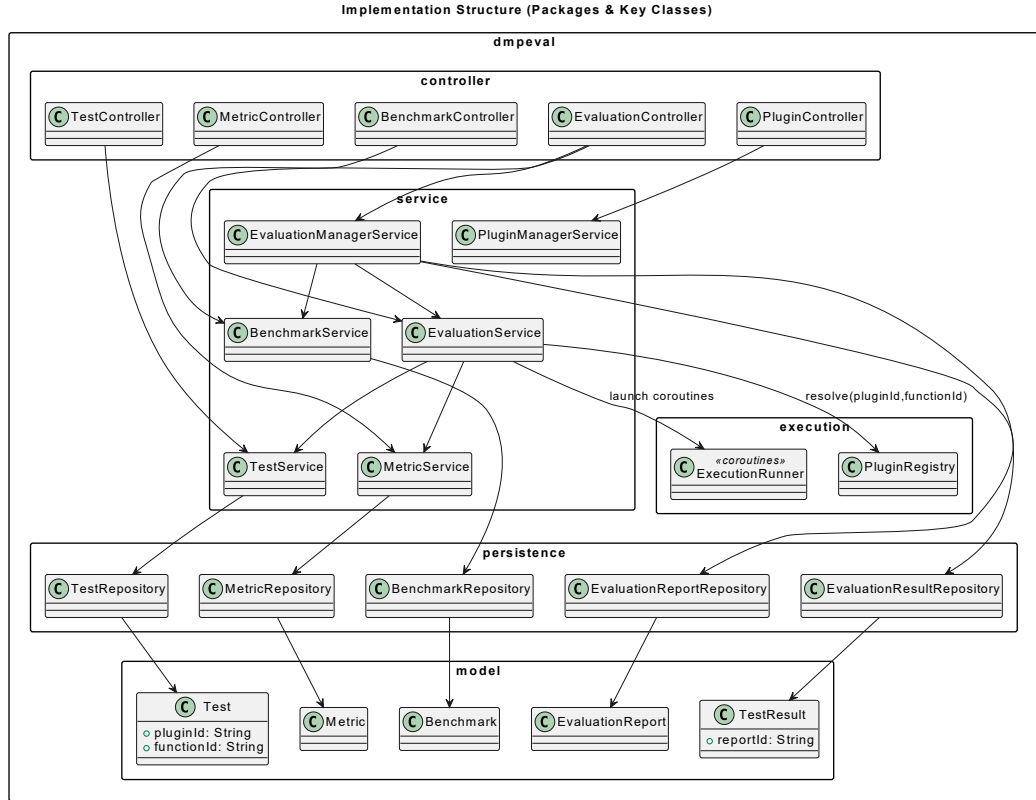 Implementation Structure (Packages & Key Classes)
dmpeval
controller
C TestController
C MetricController
C BenchmarkController
C EvaluationController
C PluginController
service
C EvaluationManagerService
C PluginManagerService
C BenchmarkService
C EvaluationService
launch coroutines
resolve(pluginId,functionId)
execution
C TestService
C MetricService
C «coroutines»
ExecutionRunner
C PluginRegistry
persistence
C TestRepository
C MetricRepository
C BenchmarkRepository
C EvaluationReportRepository
C EvaluationResultRepository
model
C Test
pluginId: String
functionId: String
C Metric
C Benchmark
C EvaluationReport
C TestResult
reportId: String